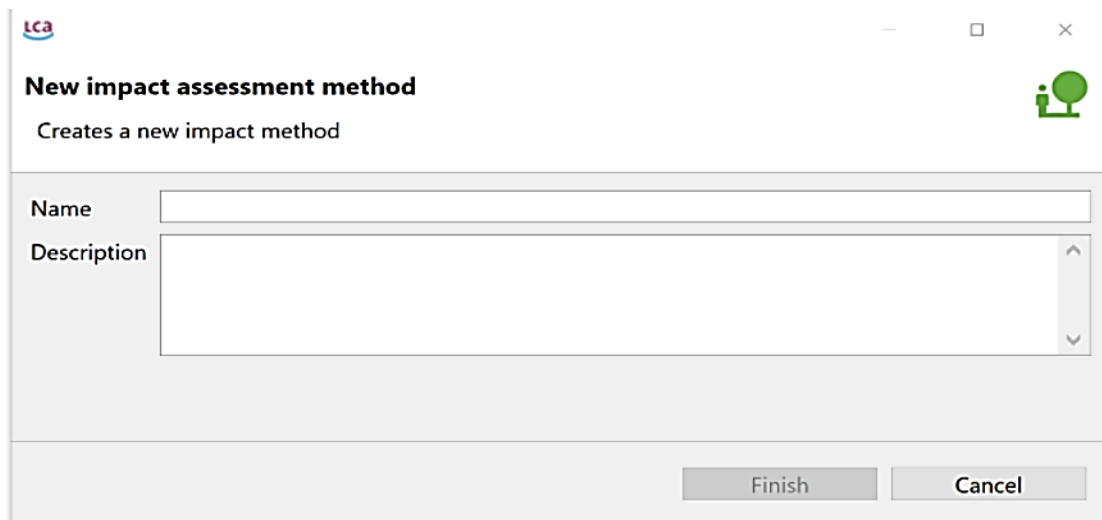 LCa
New impact assessment method
Creates a new impact method
Name
Description
Finish
Cancel